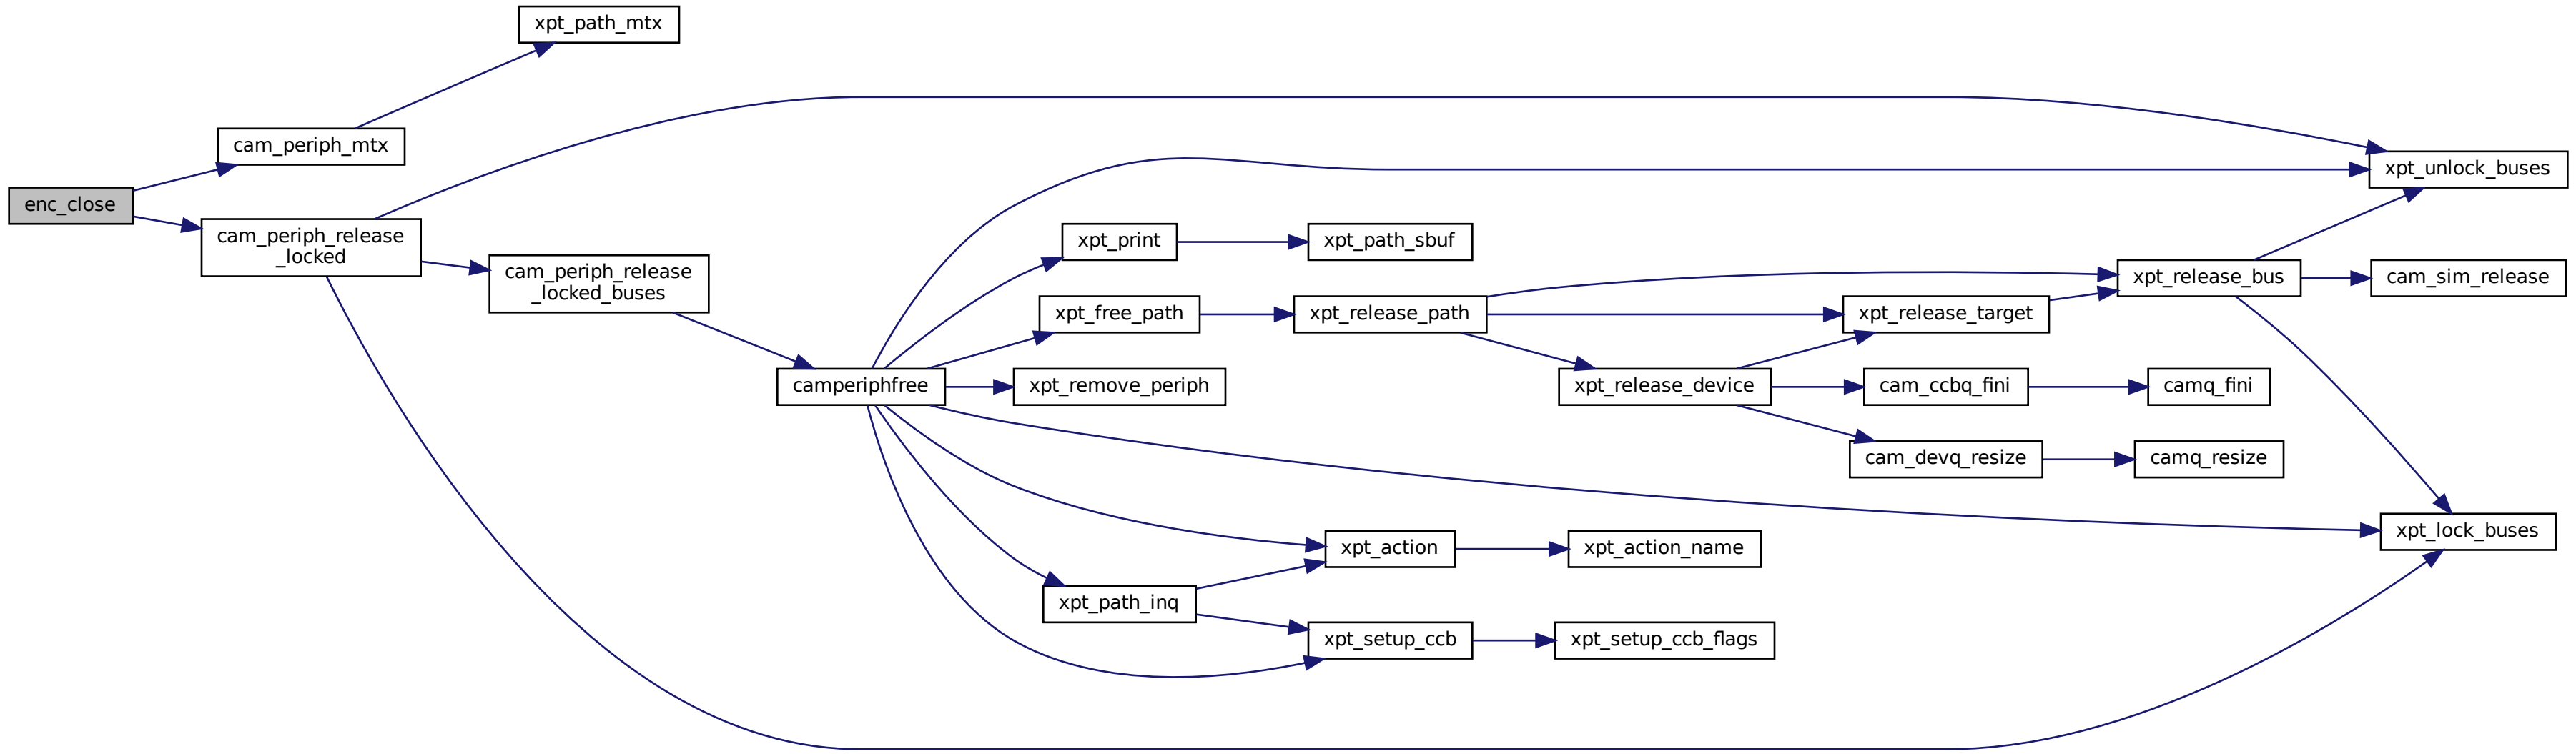 xpt_path_mtx
cam_periph_mtx
enc_close
cam_periph_release
_locked
cam_periph_release
_locked_buses
camperiphfree
xpt_print
xpt_path_sbuf
xpt_free_path
xpt_release_path
xpt_remove_periph
xpt_release_device
xpt_release_target
xpt_release_bus
xpt_unlock_buses
cam_sim_release
cam_ccbq_fini
camq_fini
cam_devq_resize
camq_resize
xpt_lock_buses
xpt_action
xpt_action_name
xpt_path_inq
xpt_setup_ccb
xpt_setup_ccb_flags